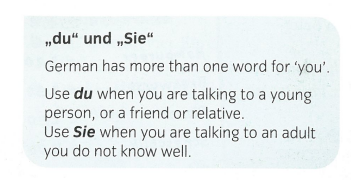 „du“ und „Sie“
German has more than one word for ‘you’.
Use du when you are talking to a young
person, or a friend or relative.
Use Sie when you are talking to an adult
you do not know well.